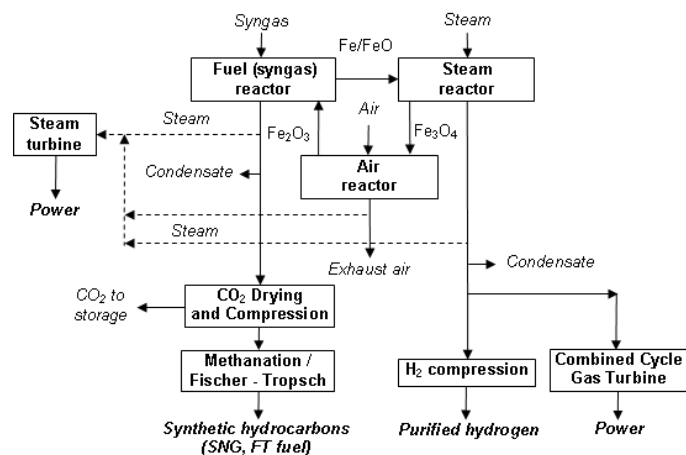 Syngas
Steam
Fe/FeO
Fuel (syngas)
reactor
Steam
reactor
Steam
turbine
Steam
Fe₂O₃
Air
Fe₃O₄
Condensate
Air
reactor
Power
Steam
Exhaust air
Condensate
CO₂ to
storage
CO₂ Drying
and Compression
Methanation /
Fischer - Tropsch
H₂ compression
Combined Cycle
Gas Turbine
Synthetic hydrocarbons
(SNG, FT fuel)
Purified hydrogen
Power